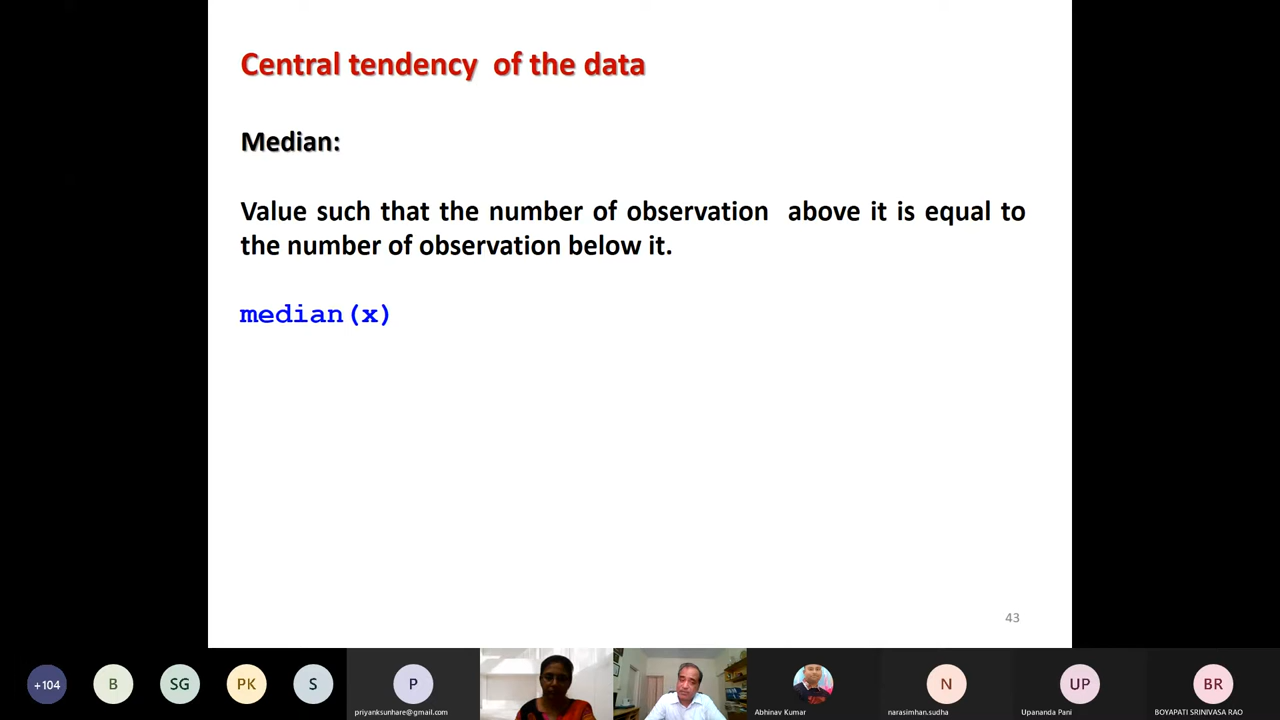 Central tendency of the data
Median:
Value such that the number of observation above it is equal to
the number of observation below it.
median(x)
43
+104
B
SG
PK
S
P
priyanksunhare@gmail.com
Abhinav Kumar
N
narasimhan.sudha
UP
Upananda Pani
BR
BOYAPATI SRINIVASA RAO